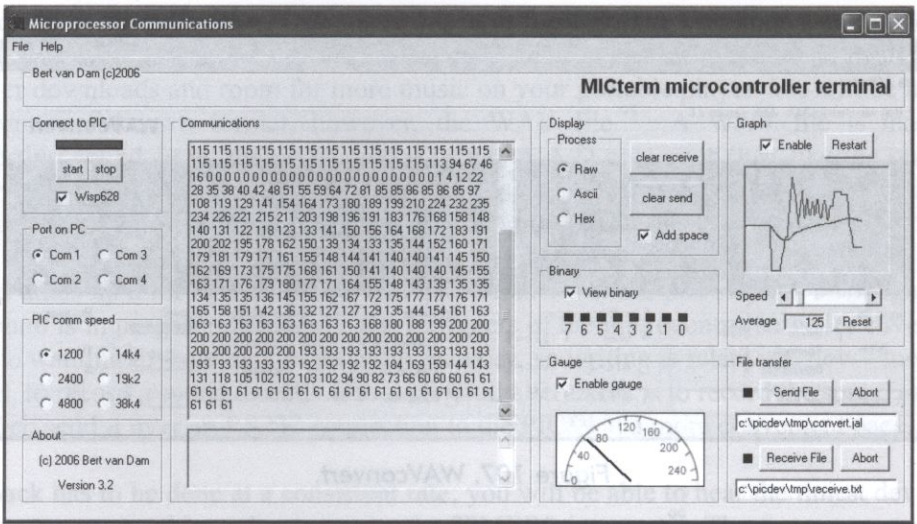 Microprocessor Communications
File Help
Bert van Dam (c)2006
MICterm microcontroller terminal
Connect to PIC
start stop
Wisp628
Port on PC
Com 1 Com 3
Com 2 Com 4
PIC comm speed
1200 14k4
2400 19k2
4800 38k4
About
(c) 2006 Bert van Dam
Version 3.2
Communications
115 115 115 115 115 115 115 115 115 115 115 115 115
115 115 115 115 115 115 115 115 115 115 113 94 67 46
16 0 0 0 0 0 0 0 0 0 0 0 0 0 0 0 0 0 0 0 0 0 1 4 12 22
28 35 38 40 42 48 51 55 59 64 72 81 85 85 86 85 86 85 97
108 119 129 141 154 164 173 180 189 199 210 224 232 235
234 226 221 215 211 203 198 196 191 183 176 168 158 148
140 131 122 118 123 133 141 150 156 164 168 172 183 191
200 202 195 178 162 150 139 134 133 135 144 152 160 171
179 181 179 171 161 155 148 144 141 140 140 141 145 150
162 169 173 175 175 168 161 150 141 140 140 140 145 155
163 171 176 179 180 177 171 164 155 148 143 139 135 135
134 135 135 136 145 155 162 167 172 175 177 177 176 171
165 158 151 142 136 132 127 127 129 135 144 154 161 163
163 163 163 163 163 163 163 163 168 180 188 199 200 200
200 200 200 200 200 200 200 200 200 200 200 200 200 200
200 200 200 200 193 193 193 193 193 193 193 193 193 193
193 193 193 193 193 192 192 192 192 184 169 159 144 143
131 118 105 102 102 103 102 94 90 82 73 66 60 60 60 61 61
61 61 61 61 61 61 61 61 61 61 61 61 61 61 61 61 61 61 61
61 61 61
Display
Process
Raw
Ascii
Hex
clear receive
clear send
Add space
Binary
View binary
7 6 5 4 3 2 1 0
Gauge
Enable gauge
0 40 80 120 160 200 240
Graph
Enable Restart
Speed
Average 125 Reset
File transfer
Send File Abort
c:\picdev\tmp\convert.jal
Receive File Abort
c:\picdev\tmp\receive.txt